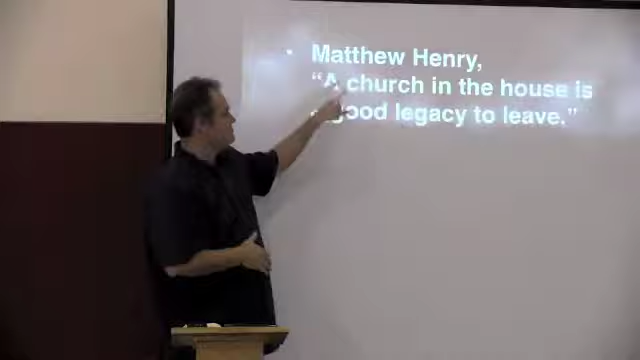 • Matthew Henry,
“A church in the house is
good legacy to leave.”